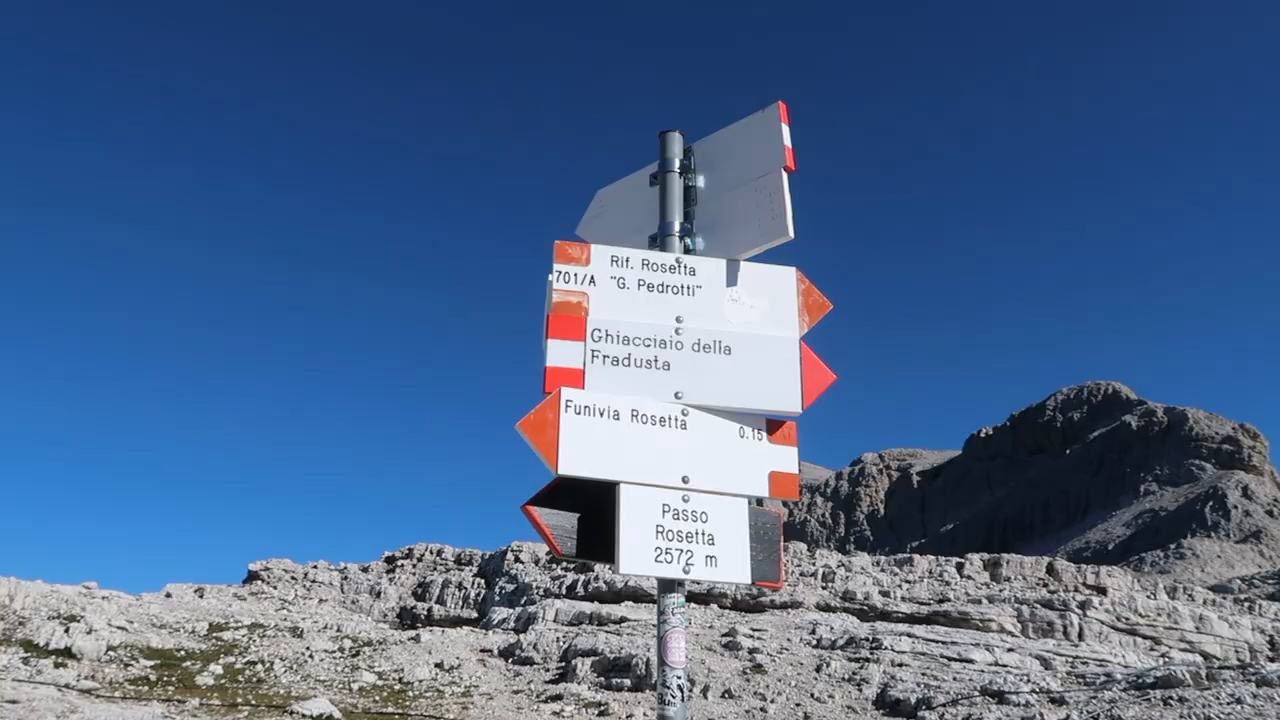 Rif. Rosetta
701/A "G. Pedrotti"
Ghiacciaio della
Fradusta
Funivia Rosetta
0.15
Passo
Rosetta
2572 m